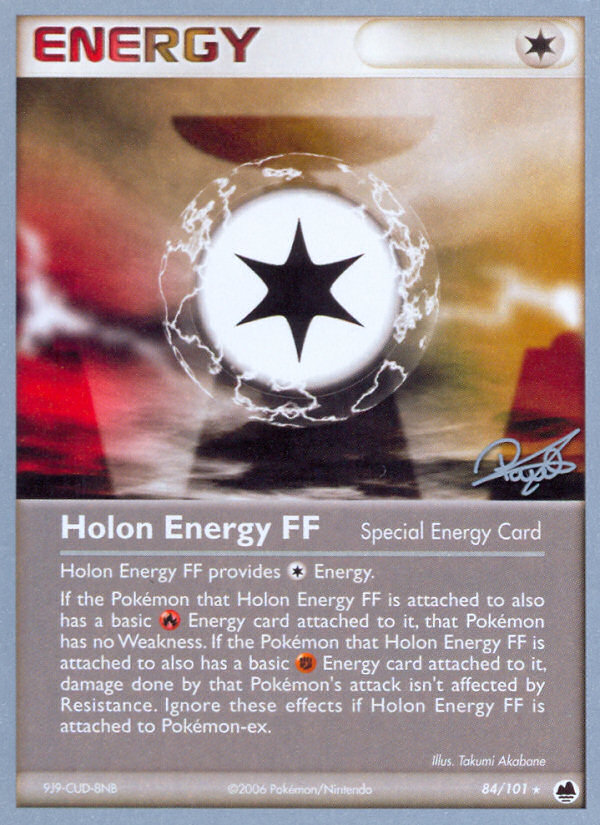 ENERGY
Holon Energy FF Special Energy Card
Holon Energy FF provides Energy.
If the Pokémon that Holon Energy FF is attached to also
has a basic Energy card attached to it, that Pokémon
has no Weakness. If the Pokémon that Holon Energy FF is
attached to also has a basic Energy card attached to it,
damage done by that Pokémon's attack isn't affected by
Resistance. Ignore these effects if Holon Energy FF is
attached to Pokémon-ex.
Illus. Takumi Akabane
9J9-CUD-8NB ©2006 Pokémon/Nintendo 84/101 ★